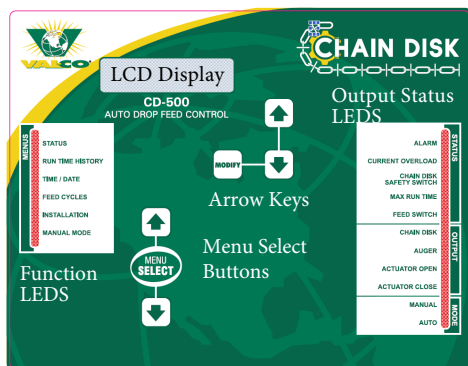 VALCO
LCD Display
CD-500
AUTO DROP FEED CONTROL
CHAIN DISK
Output Status
LEDS
MENUS
STATUS
RUN TIME HISTORY
TIME / DATE
FEED CYCLES
INSTALLATION
MANUAL MODE
Function
LEDS
MODIFY
Arrow Keys
MENU
SELECT
Menu Select
Buttons
STATUS
ALARM
CURRENT OVERLOAD
CHAIN DISK
SAFETY SWITCH
MAX RUN TIME
FEED SWITCH
OUTPUT
CHAIN DISK
AUGER
ACTUATOR OPEN
ACTUATOR CLOSE
MODE
MANUAL
AUTO